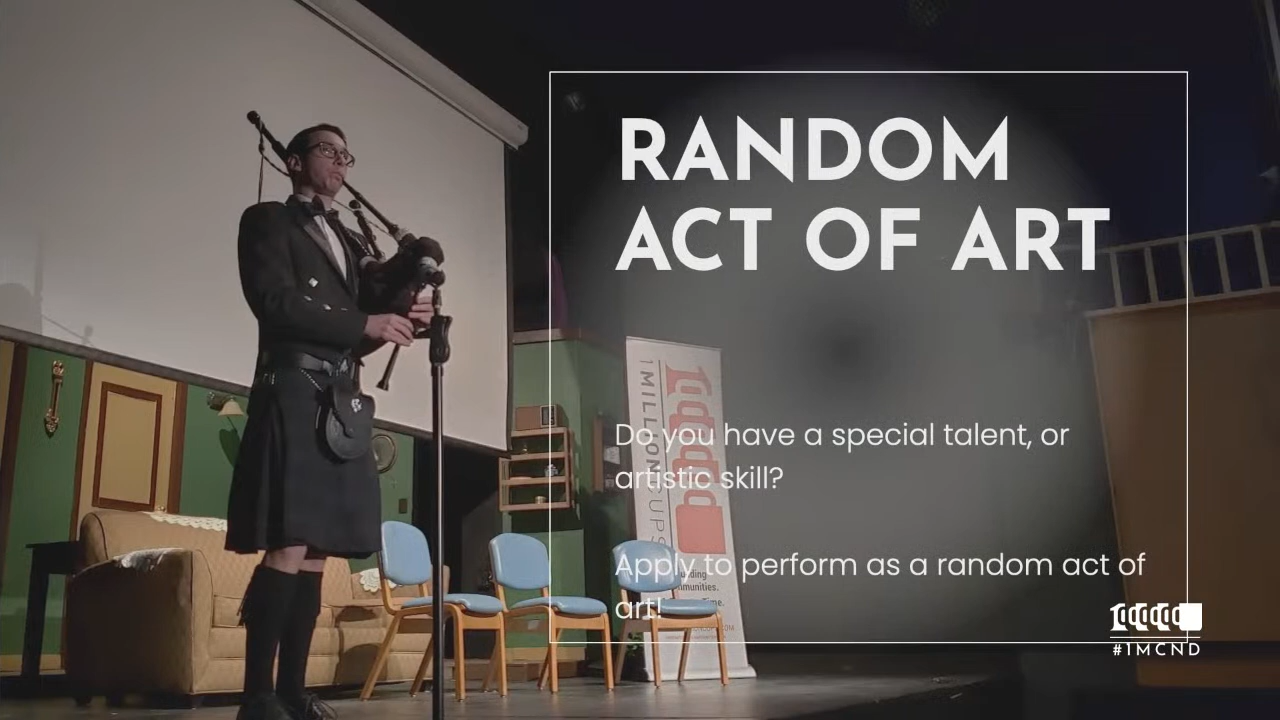 RANDOM
ACT OF ART
Do you have a special talent, or
artistic skill?
Apply to perform as a random act of
art!
1MILLIONCUPS
#1MCND